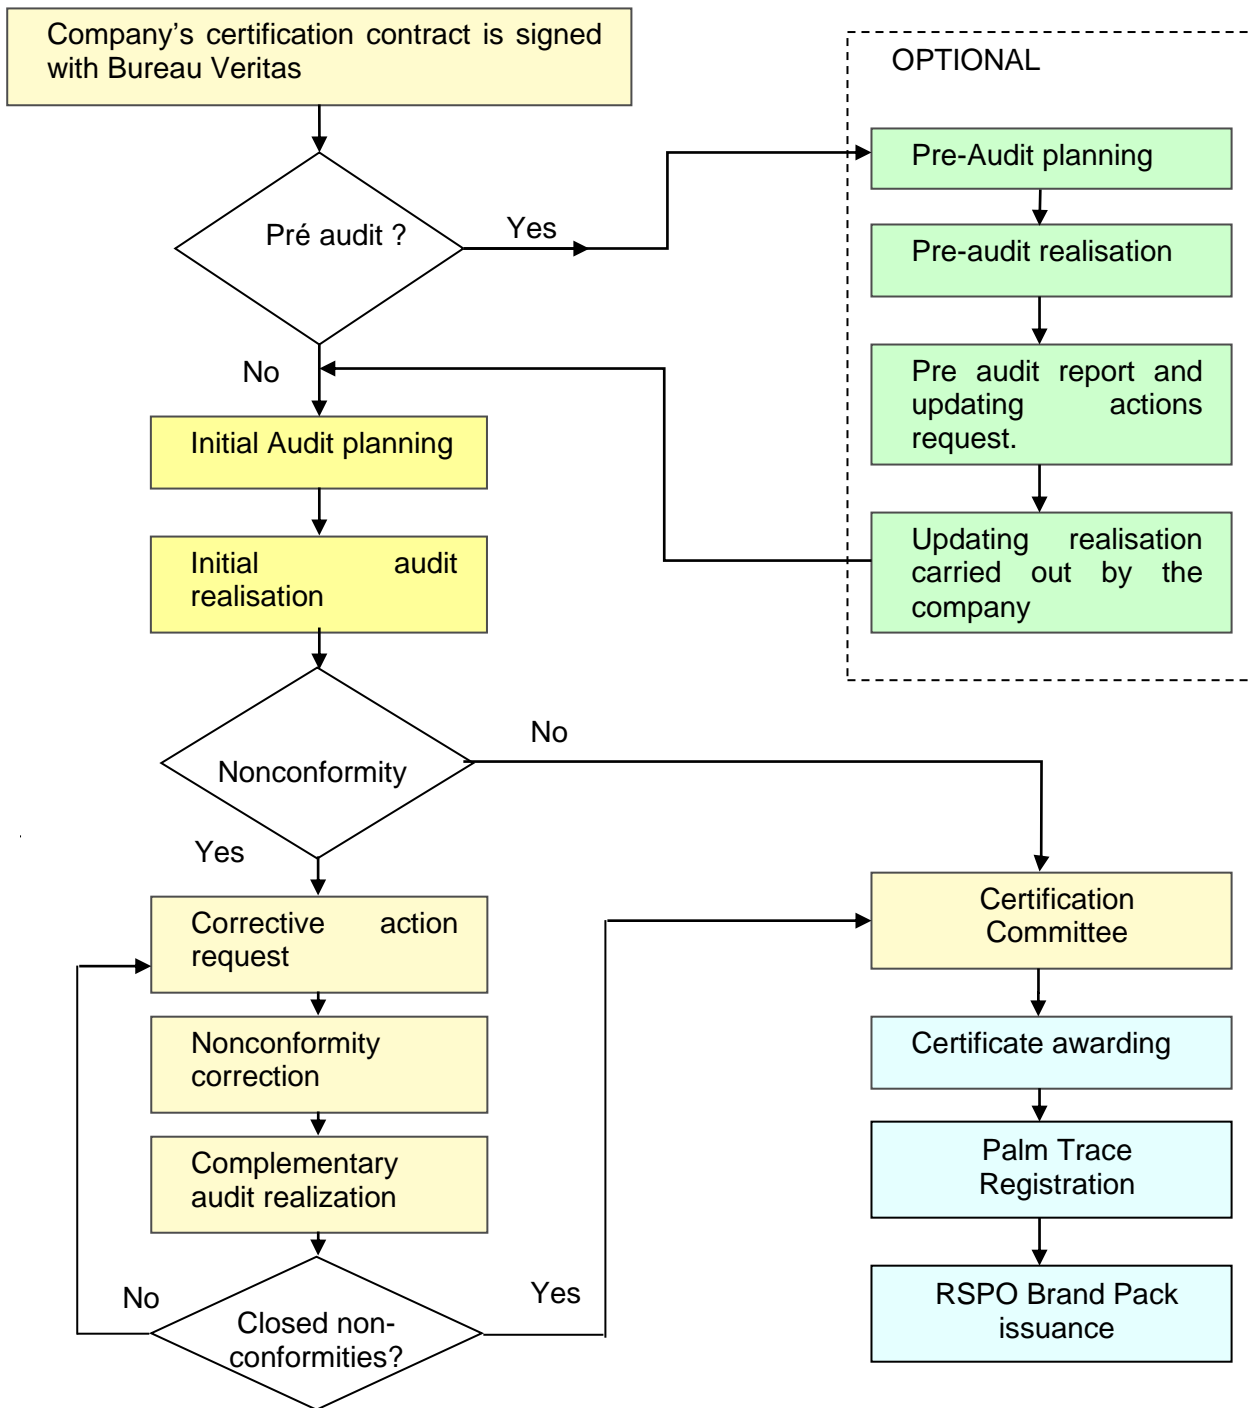 Company’s certification contract is signed
with Bureau Veritas
OPTIONAL
Pré audit ?
Yes
No
Pre-Audit planning
Pre-audit realisation
Pre audit report and
updating actions
request.
Updating realisation
carried out by the
company
Initial Audit planning
Initial audit
realisation
Nonconformity
No
Yes
Corrective action
request
Nonconformity
correction
Complementary
audit realization
Closed non-
conformities?
No
Yes
Certification
Committee
Certificate awarding
Palm Trace
Registration
RSPO Brand Pack
issuance